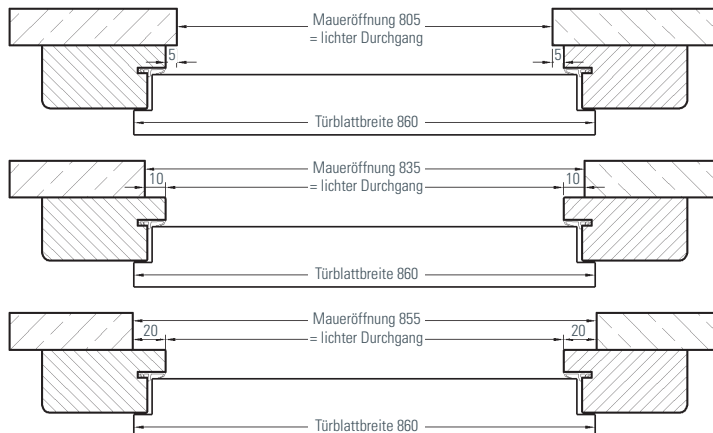 Maueröffnung 805
= lichter Durchgang
5
5
Türblattbreite 860
Maueröffnung 835
10
= lichter Durchgang
10
Türblattbreite 860
Maueröffnung 855
20
= lichter Durchgang
20
Türblattbreite 860